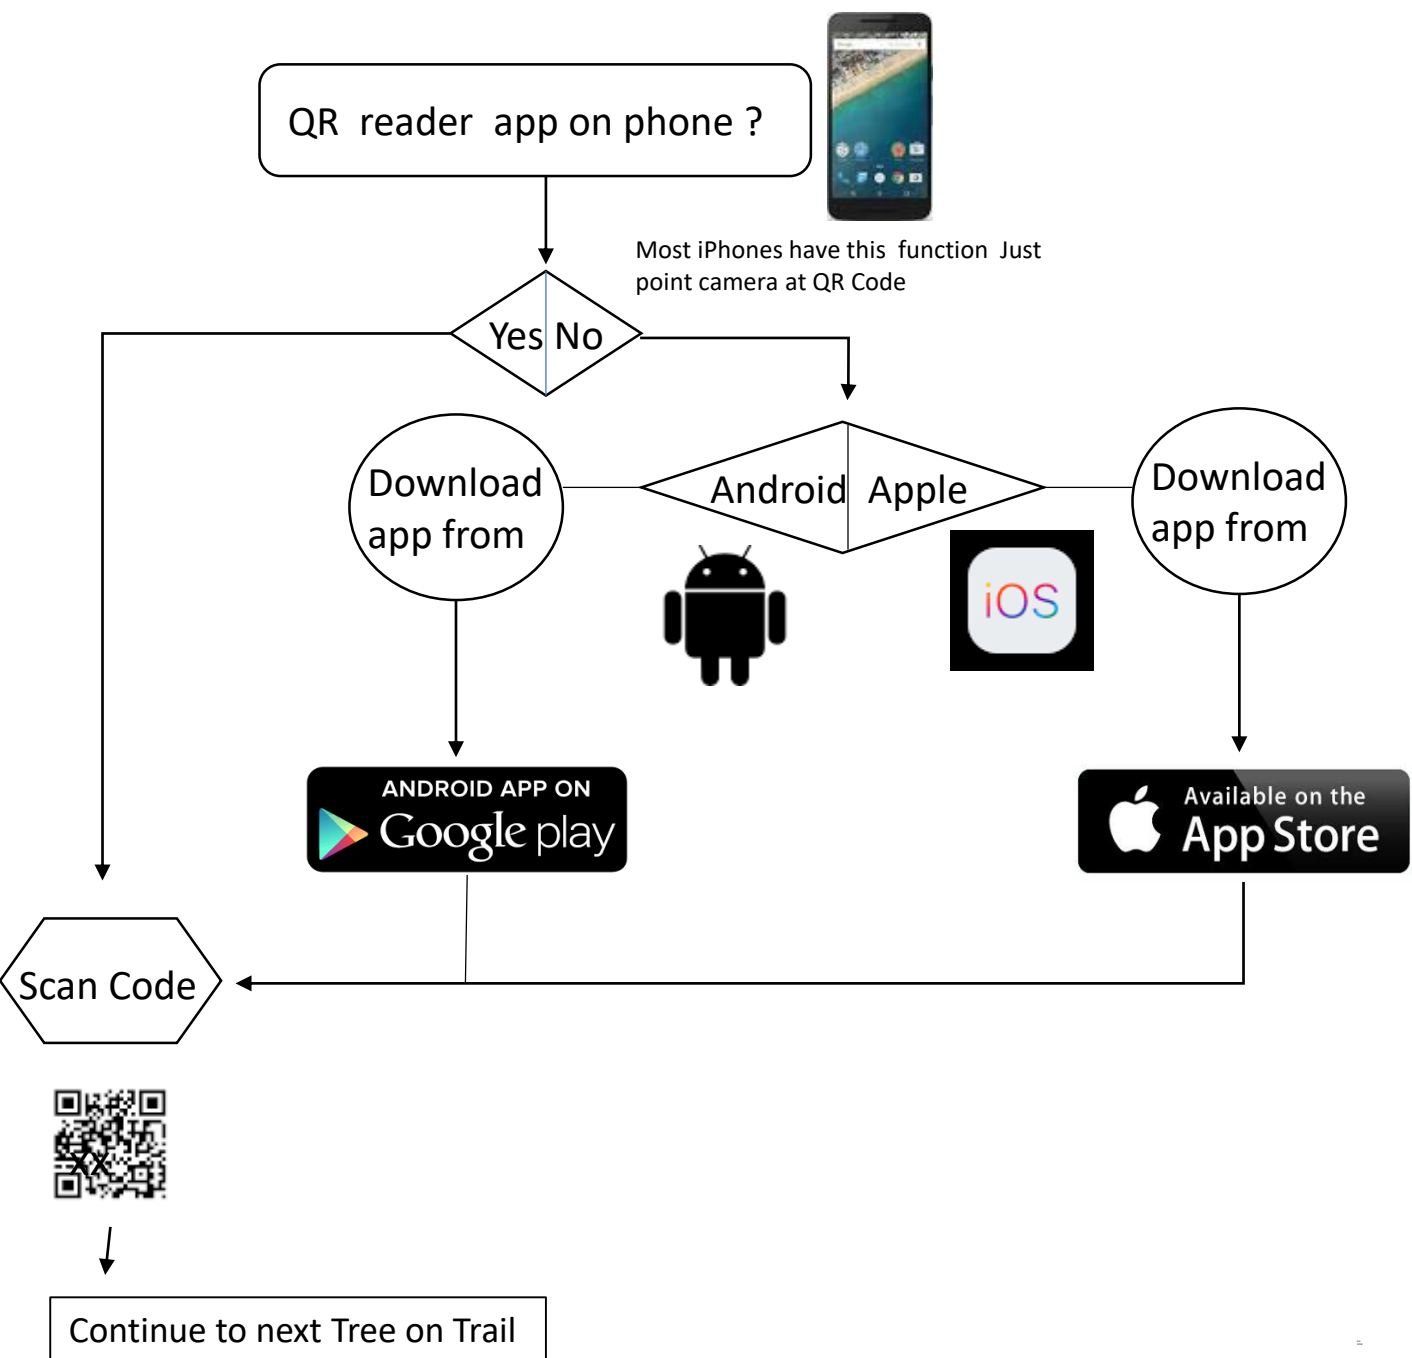 QR reader app on phone ?
Most iPhones have this function Just
point camera at QR Code
Yes No
Download
app from
Android Apple
Download
app from
iOS
ANDROID APP ON
Google play
Available on the
App Store
Scan Code
xx
Continue to next Tree on Trail